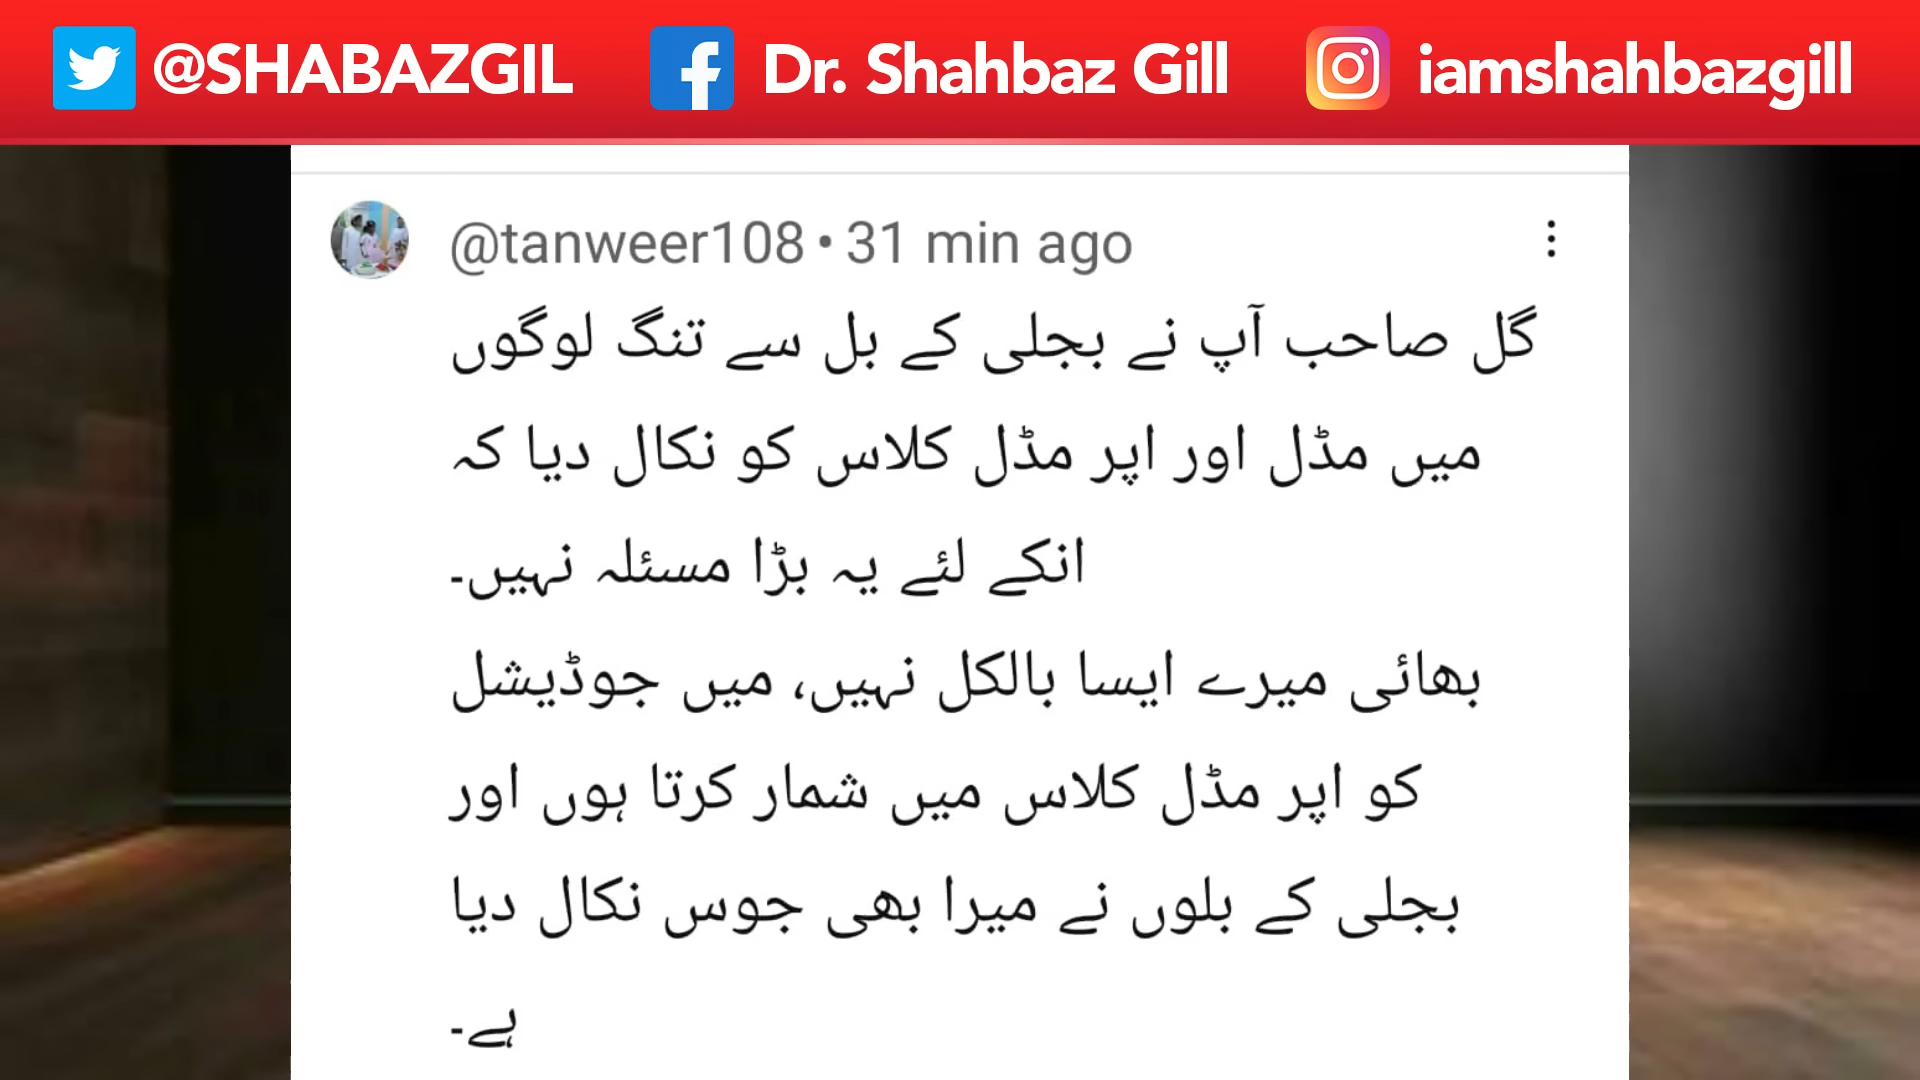 @SHABAZGIL Dr. Shahbaz Gill iamshahbazgill
@tanweer108 • 31 min ago
گل صاحب آپ نے بجلی کے بل سے تنگ لوگوں
میں مڈل اور اپر مڈل کلاس کو نکال دیا کہ
انکے لئے یہ بڑا مسئلہ نہیں۔
بھائی میرے ایسا بالکل نہیں، میں جوڈیشل
کو اپر مڈل کلاس میں شمار کرتا ہوں اور
بجلی کے بلوں نے میرا بھی جوس نکال دیا
ہے۔